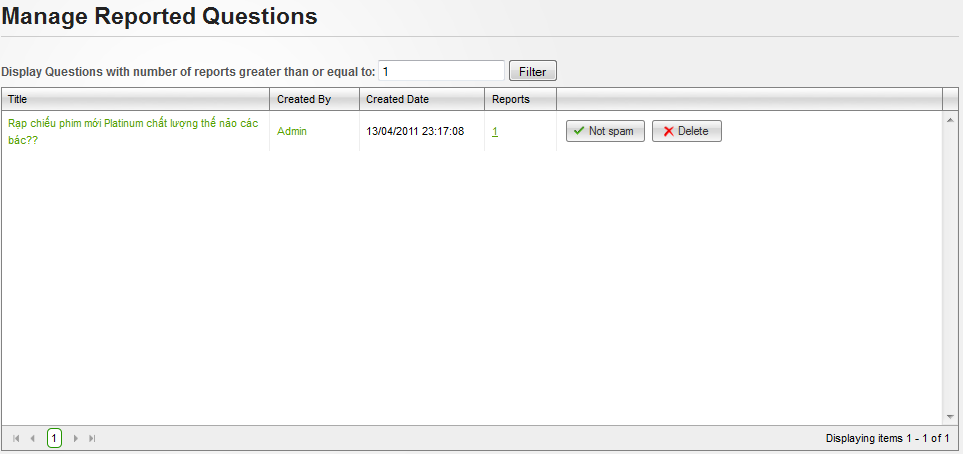 Manage Reported Questions
Display Questions with number of reports greater than or equal to: 1 Filter
Title Created By Created Date Reports
Rạp chiếu phim mới Platinum chất lượng thế nào các
bác??
Admin 13/04/2011 23:17:08 1 Not spam Delete
1
Displaying items 1 - 1 of 1